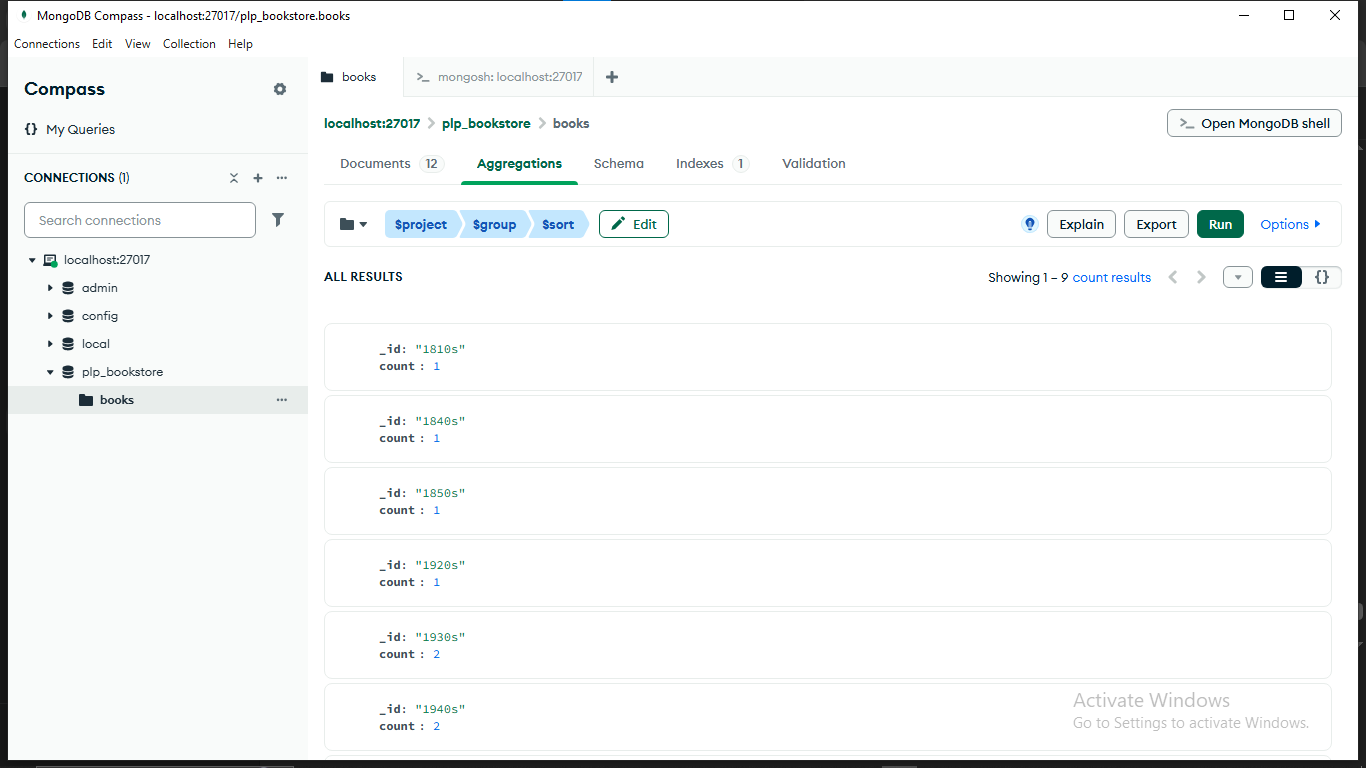 MongoDB Compass - localhost:27017/plp_bookstore.books
Connections Edit View Collection Help
Compass
{} My Queries
CONNECTIONS (1)
Search connections
localhost:27017
admin
config
local
plp_bookstore
books
books
>_ mongosh: localhost:27017
localhost:27017 > plp_bookstore > books
>_ Open MongoDB shell
Documents 12 Aggregations Schema Indexes 1 Validation
$project $group $sort Edit
Explain Export Run Options
ALL RESULTS
Showing 1 – 9 count results
{}
_id: "1810s"
count : 1
_id: "1840s"
count : 1
_id: "1850s"
count : 1
_id: "1920s"
count : 1
_id: "1930s"
count : 2
_id: "1940s"
count : 2
Activate Windows
Go to Settings to activate Windows.